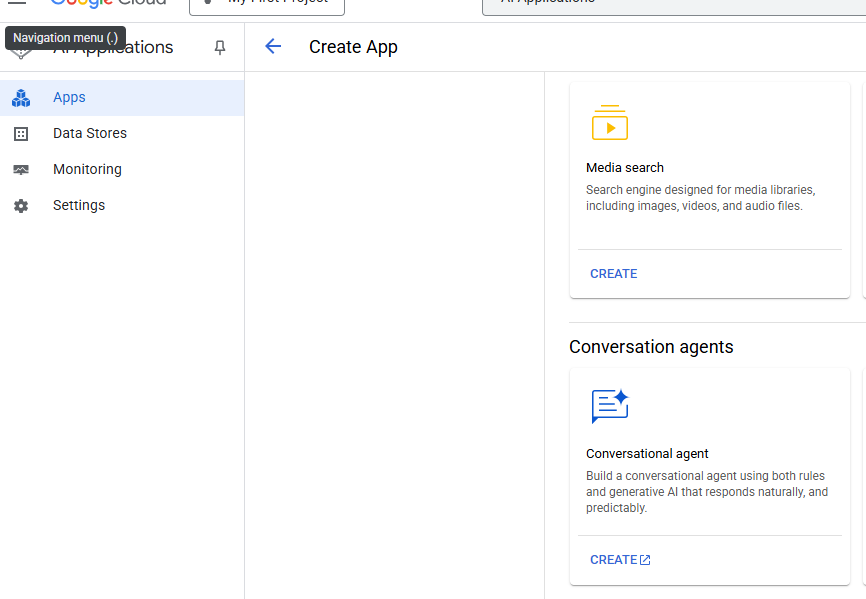 Google Cloud
My First Project
AI Applications
Navigation menu (.)
AI Applications
Create App
Apps
Data Stores
Monitoring
Settings
Media search
Search engine designed for media libraries,
including images, videos, and audio files.
CREATE
Conversation agents
Conversational agent
Build a conversational agent using both rules
and generative AI that responds naturally, and
predictably.
CREATE